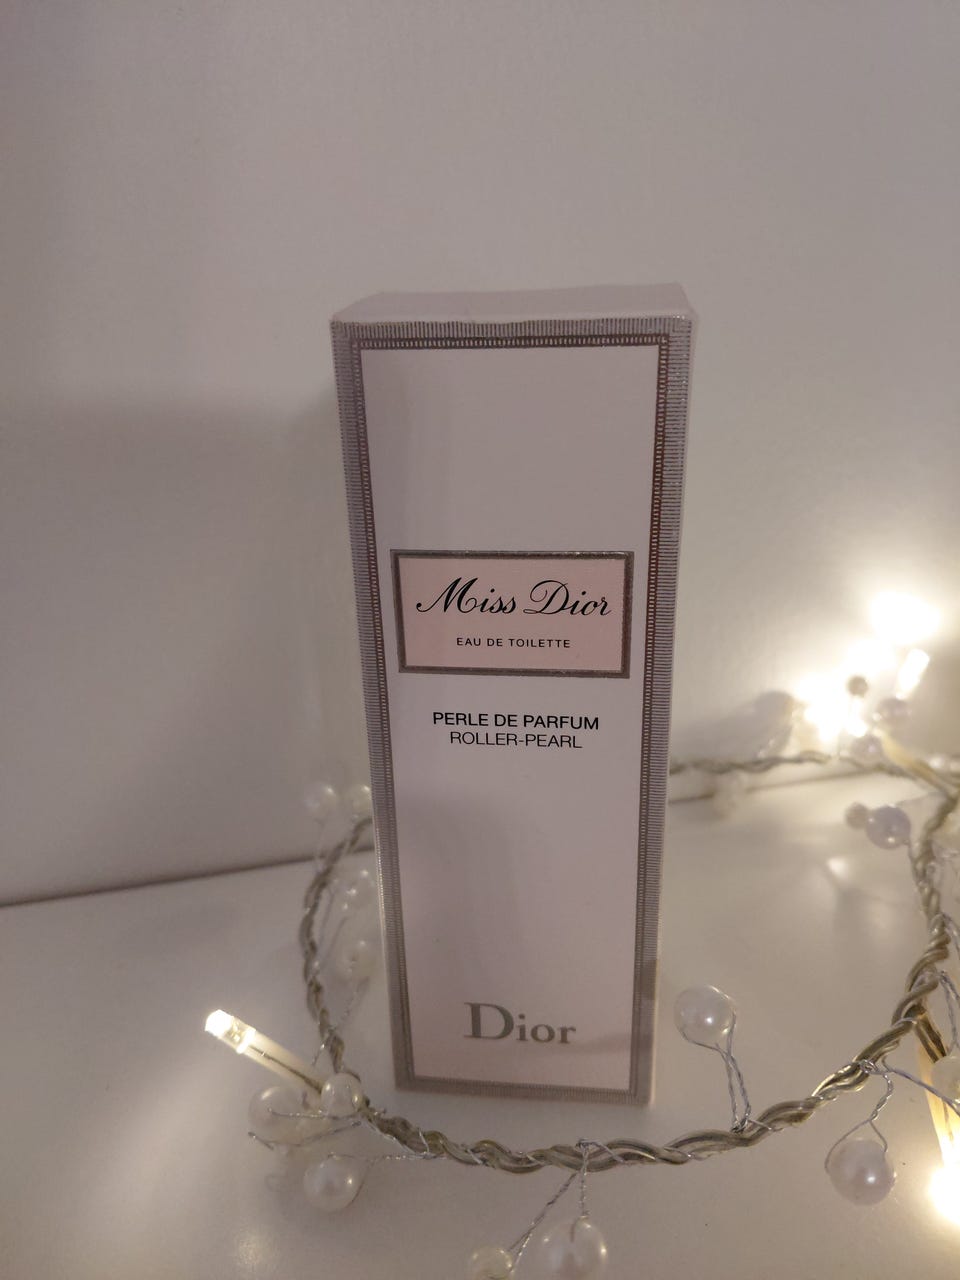 Miss Dior
EAU DE TOILETTE
PERLE DE PARFUM
ROLLER-PEARL
Dior